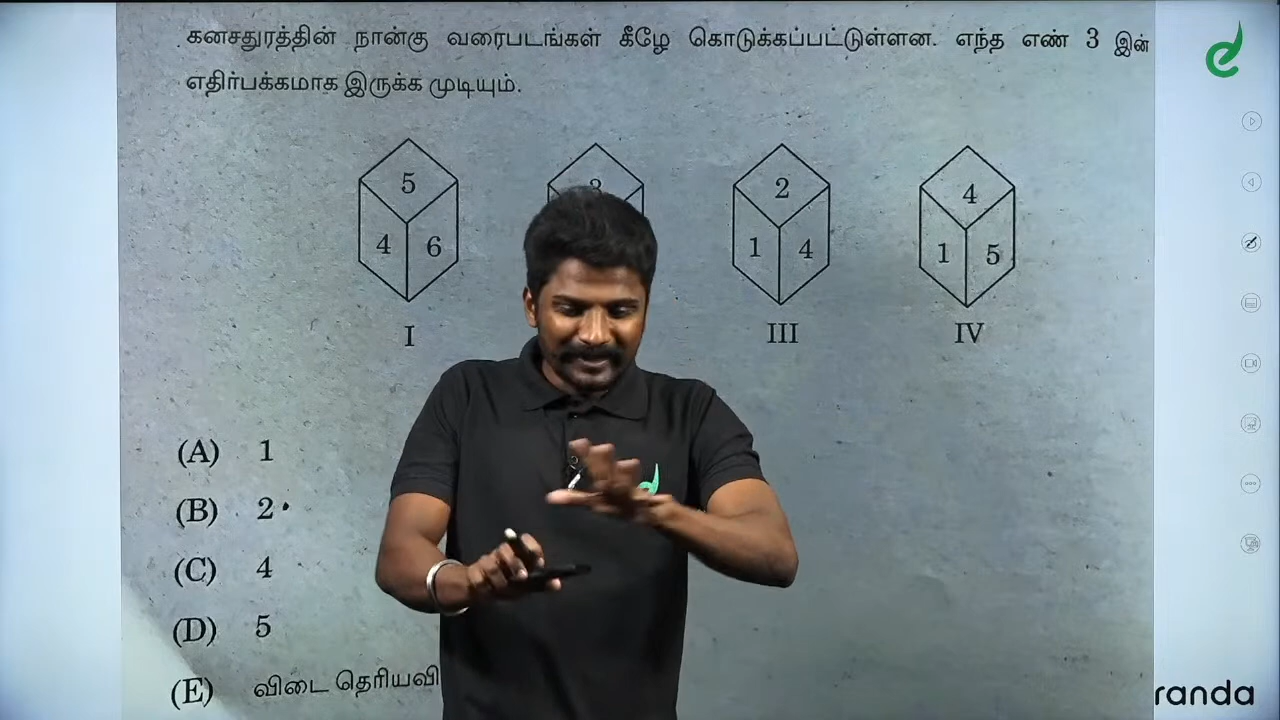 கனசதுரத்தின் நான்கு வரைபடங்கள் கீழே கொடுக்கப்பட்டுள்ளன. எந்த எண் 3 இன்
எதிர்பக்கமாக இருக்க முடியும்.
5
4 6
I
2
1 4
III
4
1 5
IV
(A) 1
(B) 2
(C) 4
(D) 5
(E) விடை
randa